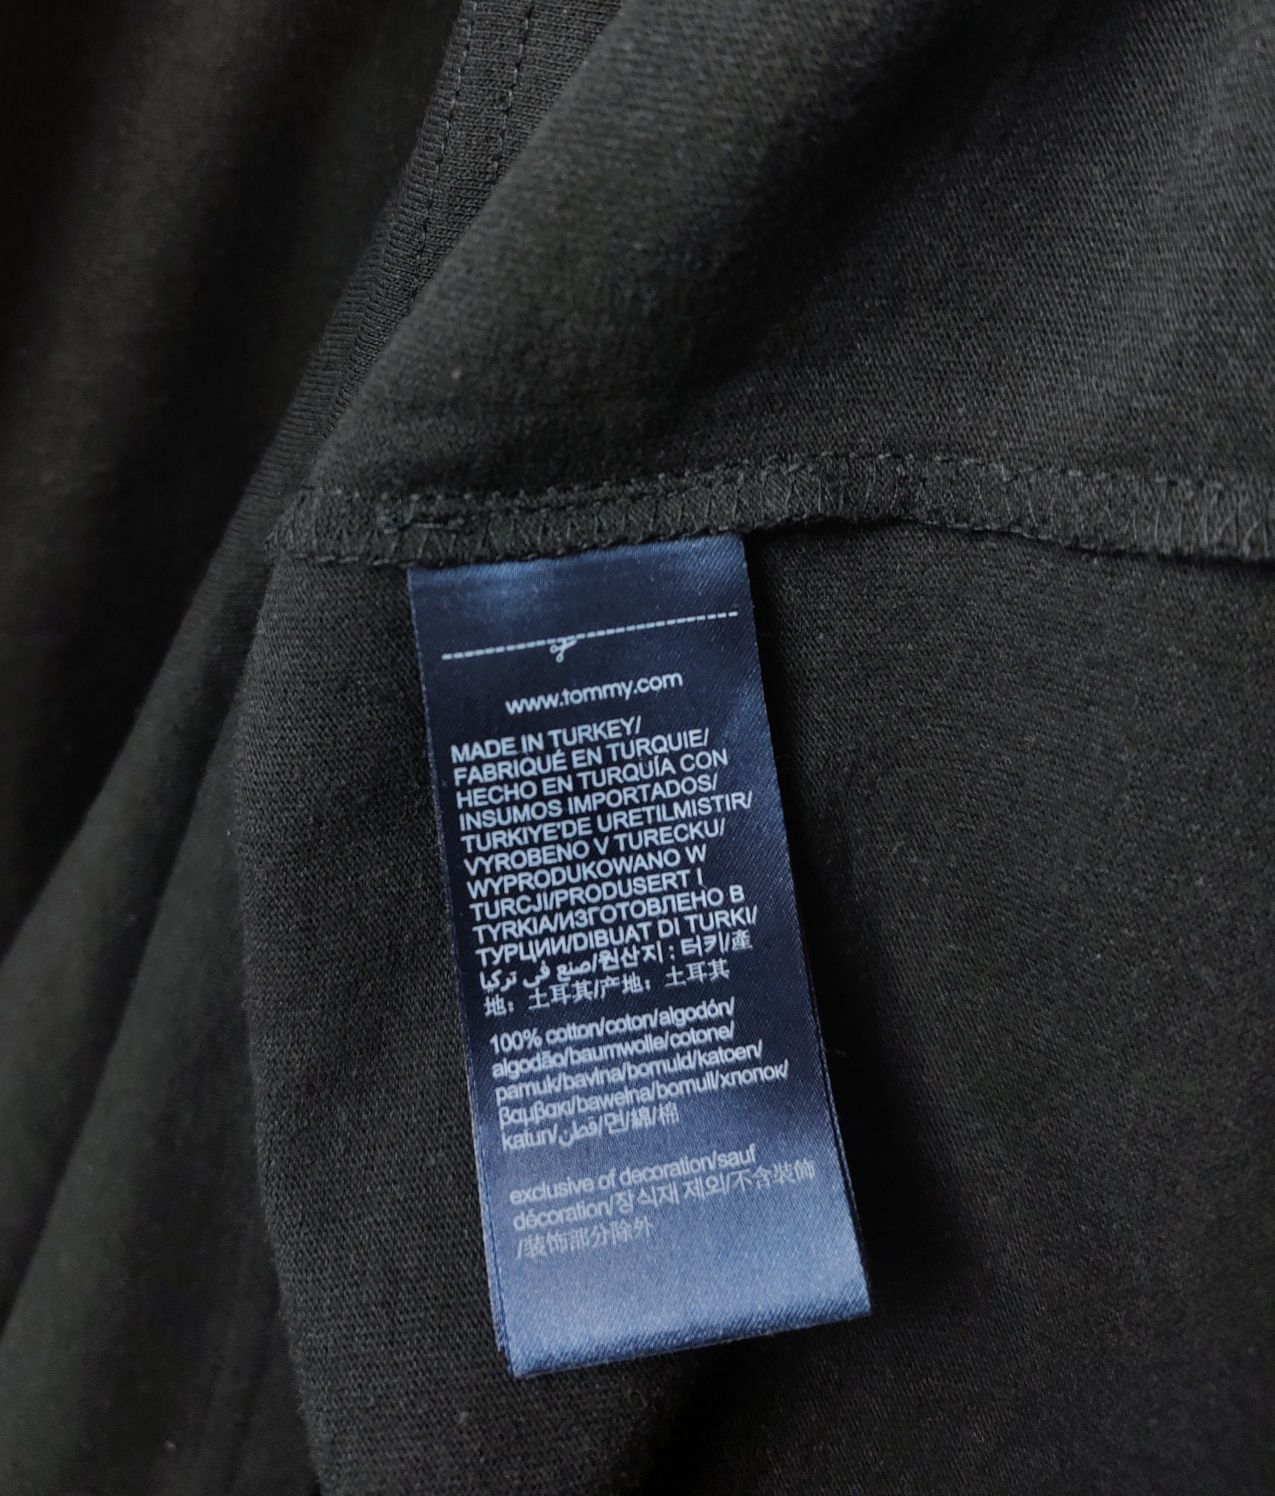 www.tommy.com
MADE IN TURKEY/
FABRIQUÉ EN TURQUIE/
HECHO EN TURQUÍA CON
INSUMOS IMPORTADOS/
TURKIYE'DE URETILMISTIR/
VYROBENO V TURECKU/
WYPRODUKOWANO W
TURCJI/PRODUSERT I
TYRKIA/ИЗГОТОВЛЕНО В
ТУРЦИИ/DIBUAT DI TURKI/
صنع في تركيا/원산지 : 터키/產
地：土耳其/产地：土耳其
100% cotton/coton/algodón/
algodão/baumwolle/cotone/
pamuk/bavlna/bomuld/katoen/
βαμβακι/bawełna/bomull/хлопок/
katun/قطن/면/綿/棉
exclusive of decoration/sauf
décoration/장식재 제외/不含装飾
/装饰部分除外